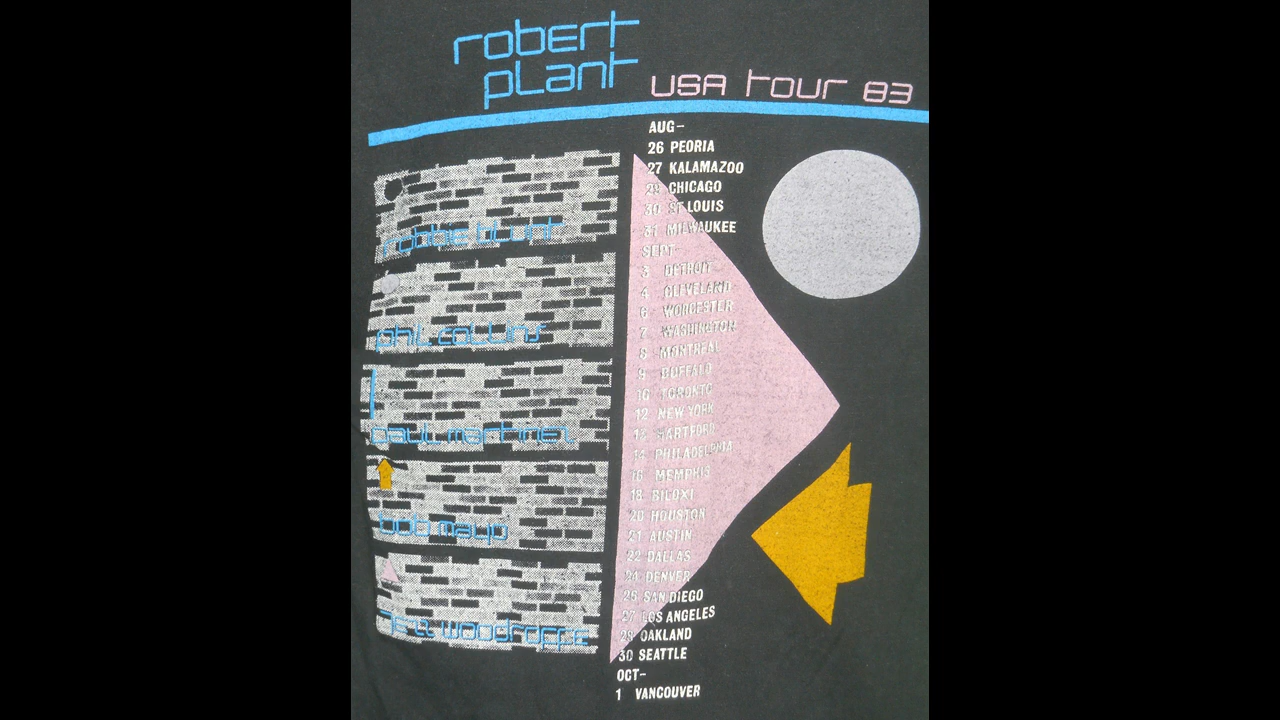 robert
plant USA tour 83
AUG–
26 PEORIA
27 KALAMAZOO
28 CHICAGO
30 ST LOUIS
31 MILWAUKEE
SEPT–
3 DETROIT
4 CLEVELAND
6 WORCESTER
7 WASHINGTON
8 MONTREAL
9 BUFFALO
10 TORONTO
12 NEW YORK
13 HARTFORD
14 PHILADELPHIA
16 MEMPHIS
18 BILOXI
20 HOUSTON
21 AUSTIN
22 DALLAS
24 DENVER
25 SAN DIEGO
27 LOS ANGELES
29 OAKLAND
30 SEATTLE
OCT–
1 VANCOUVER
robbie blunt
phil collins
paul martinez
bob mayo
jezz woodroffe